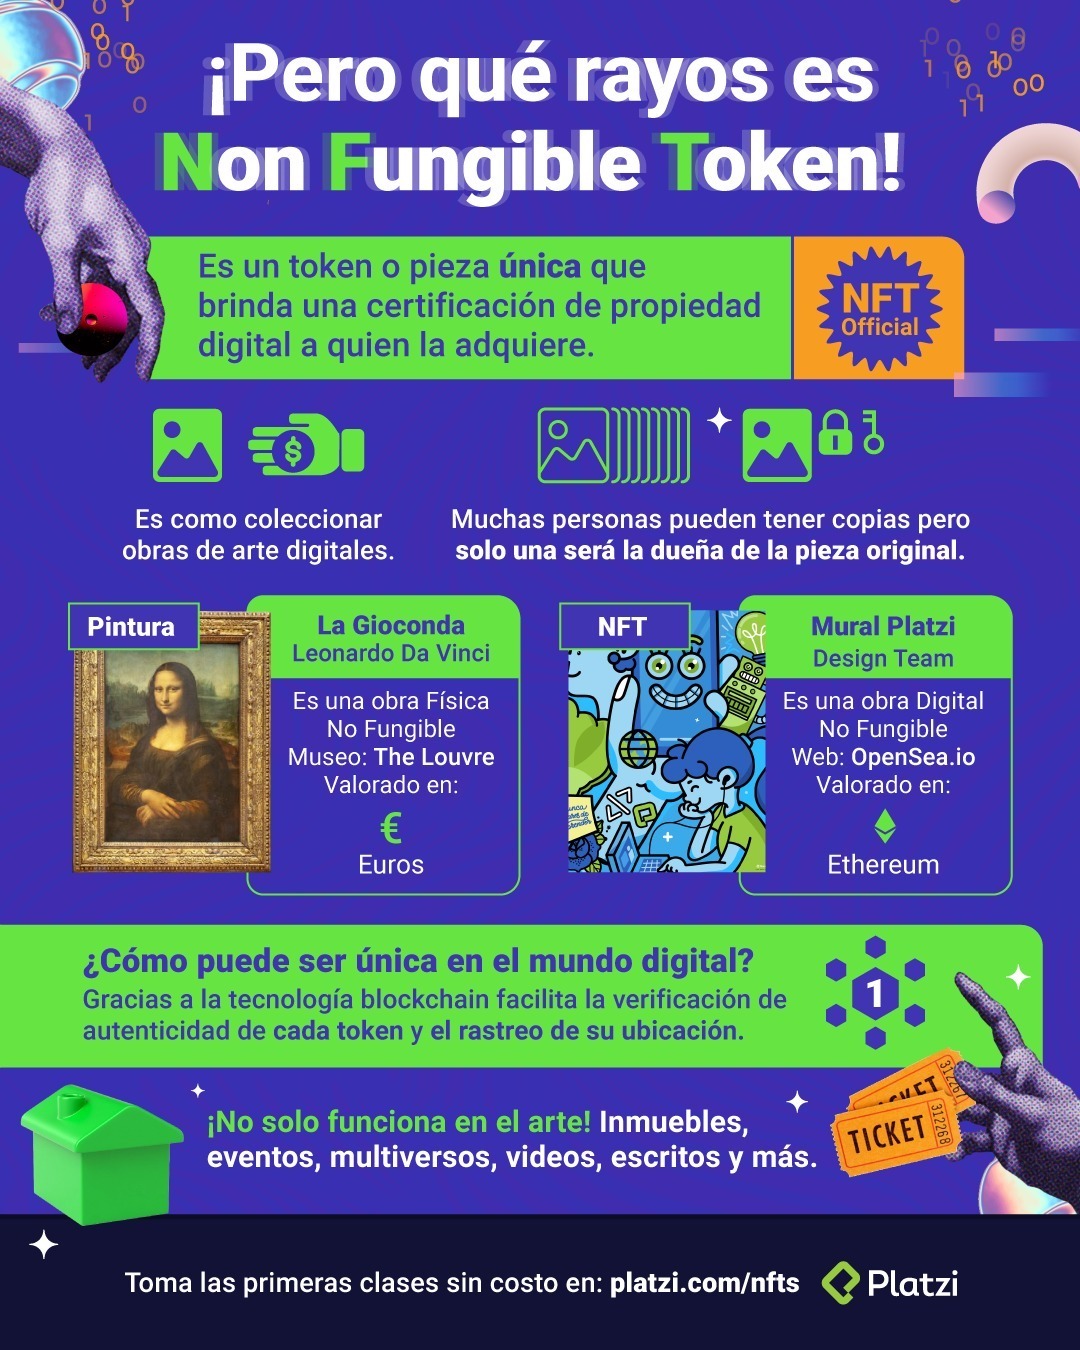 ¡Pero qué rayos es
Non Fungible Token!
Es un token o pieza única que
brinda una certificación de propiedad
digital a quien la adquiere.
NFT
Official
Es como coleccionar
obras de arte digitales.
Muchas personas pueden tener copias pero
solo una será la dueña de la pieza original.
Pintura
La Gioconda
Leonardo Da Vinci
Es una obra Física
No Fungible
Museo: The Louvre
Valorado en:
€
Euros
NFT
Mural Platzi
Design Team
Es una obra Digital
No Fungible
Web: OpenSea.io
Valorado en:
Ethereum
¿Cómo puede ser única en el mundo digital?
Gracias a la tecnología blockchain facilita la verificación de
autenticidad de cada token y el rastreo de su ubicación.
1
¡No solo funciona en el arte! Inmuebles,
eventos, multiversos, videos, escritos y más.
TICKET
312268
Toma las primeras clases sin costo en: platzi.com/nfts
Platzi